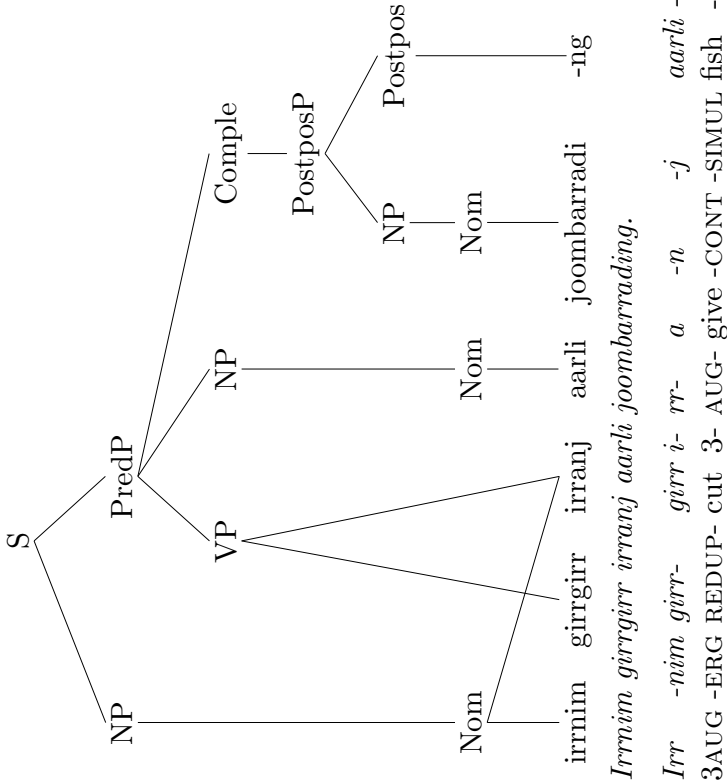 S
PredP
Comple
VP NP
PostposP
NP NP Postpos
Nom Nom Nom
irrnim girrgirr irranj aarli joombarradi -ng
Irrnim girrgirr irranj aarli joombarrading.
Irr -nim girr- girr i- rr- a -n -j aarli -
3AUG -ERG REDUP- cut 3- AUG- give -CONT -SIMUL fish -